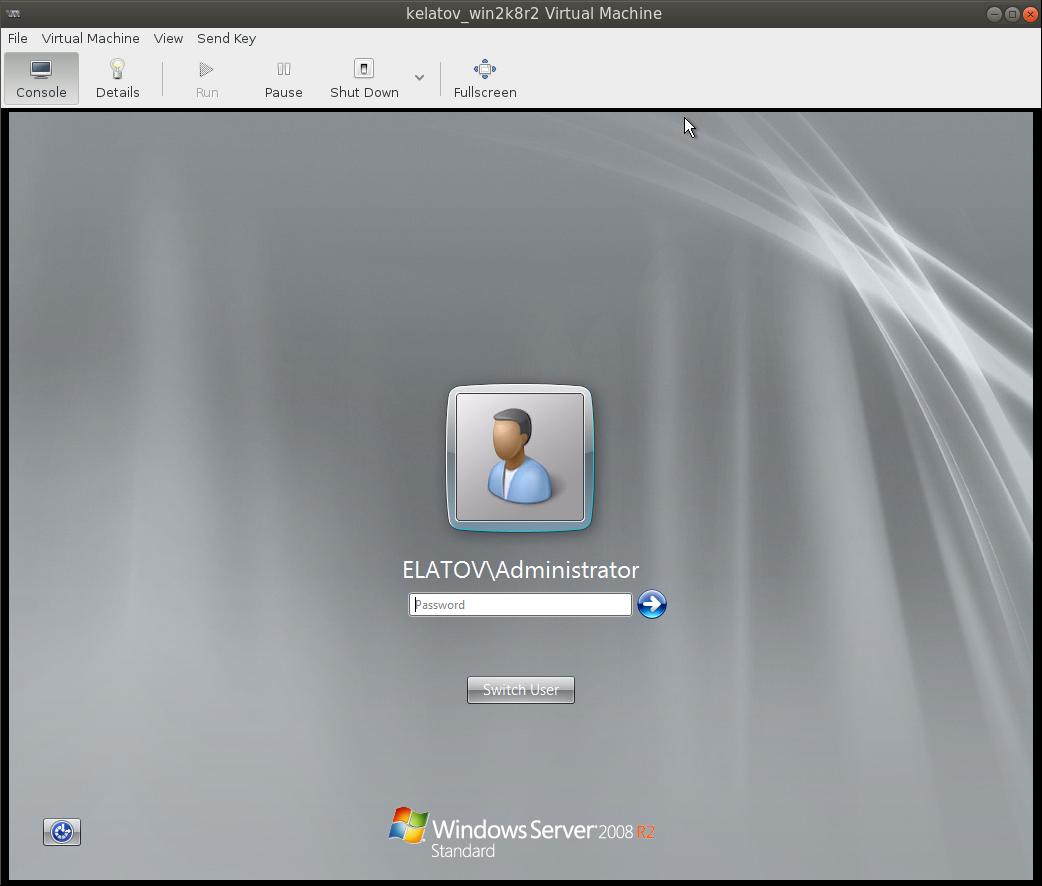 kelatov_win2k8r2 Virtual Machine
File Virtual Machine View Send Key
Console Details Run Pause Shut Down Fullscreen
ELATOV\Administrator
Password
Switch User
Windows Server 2008 R2
Standard